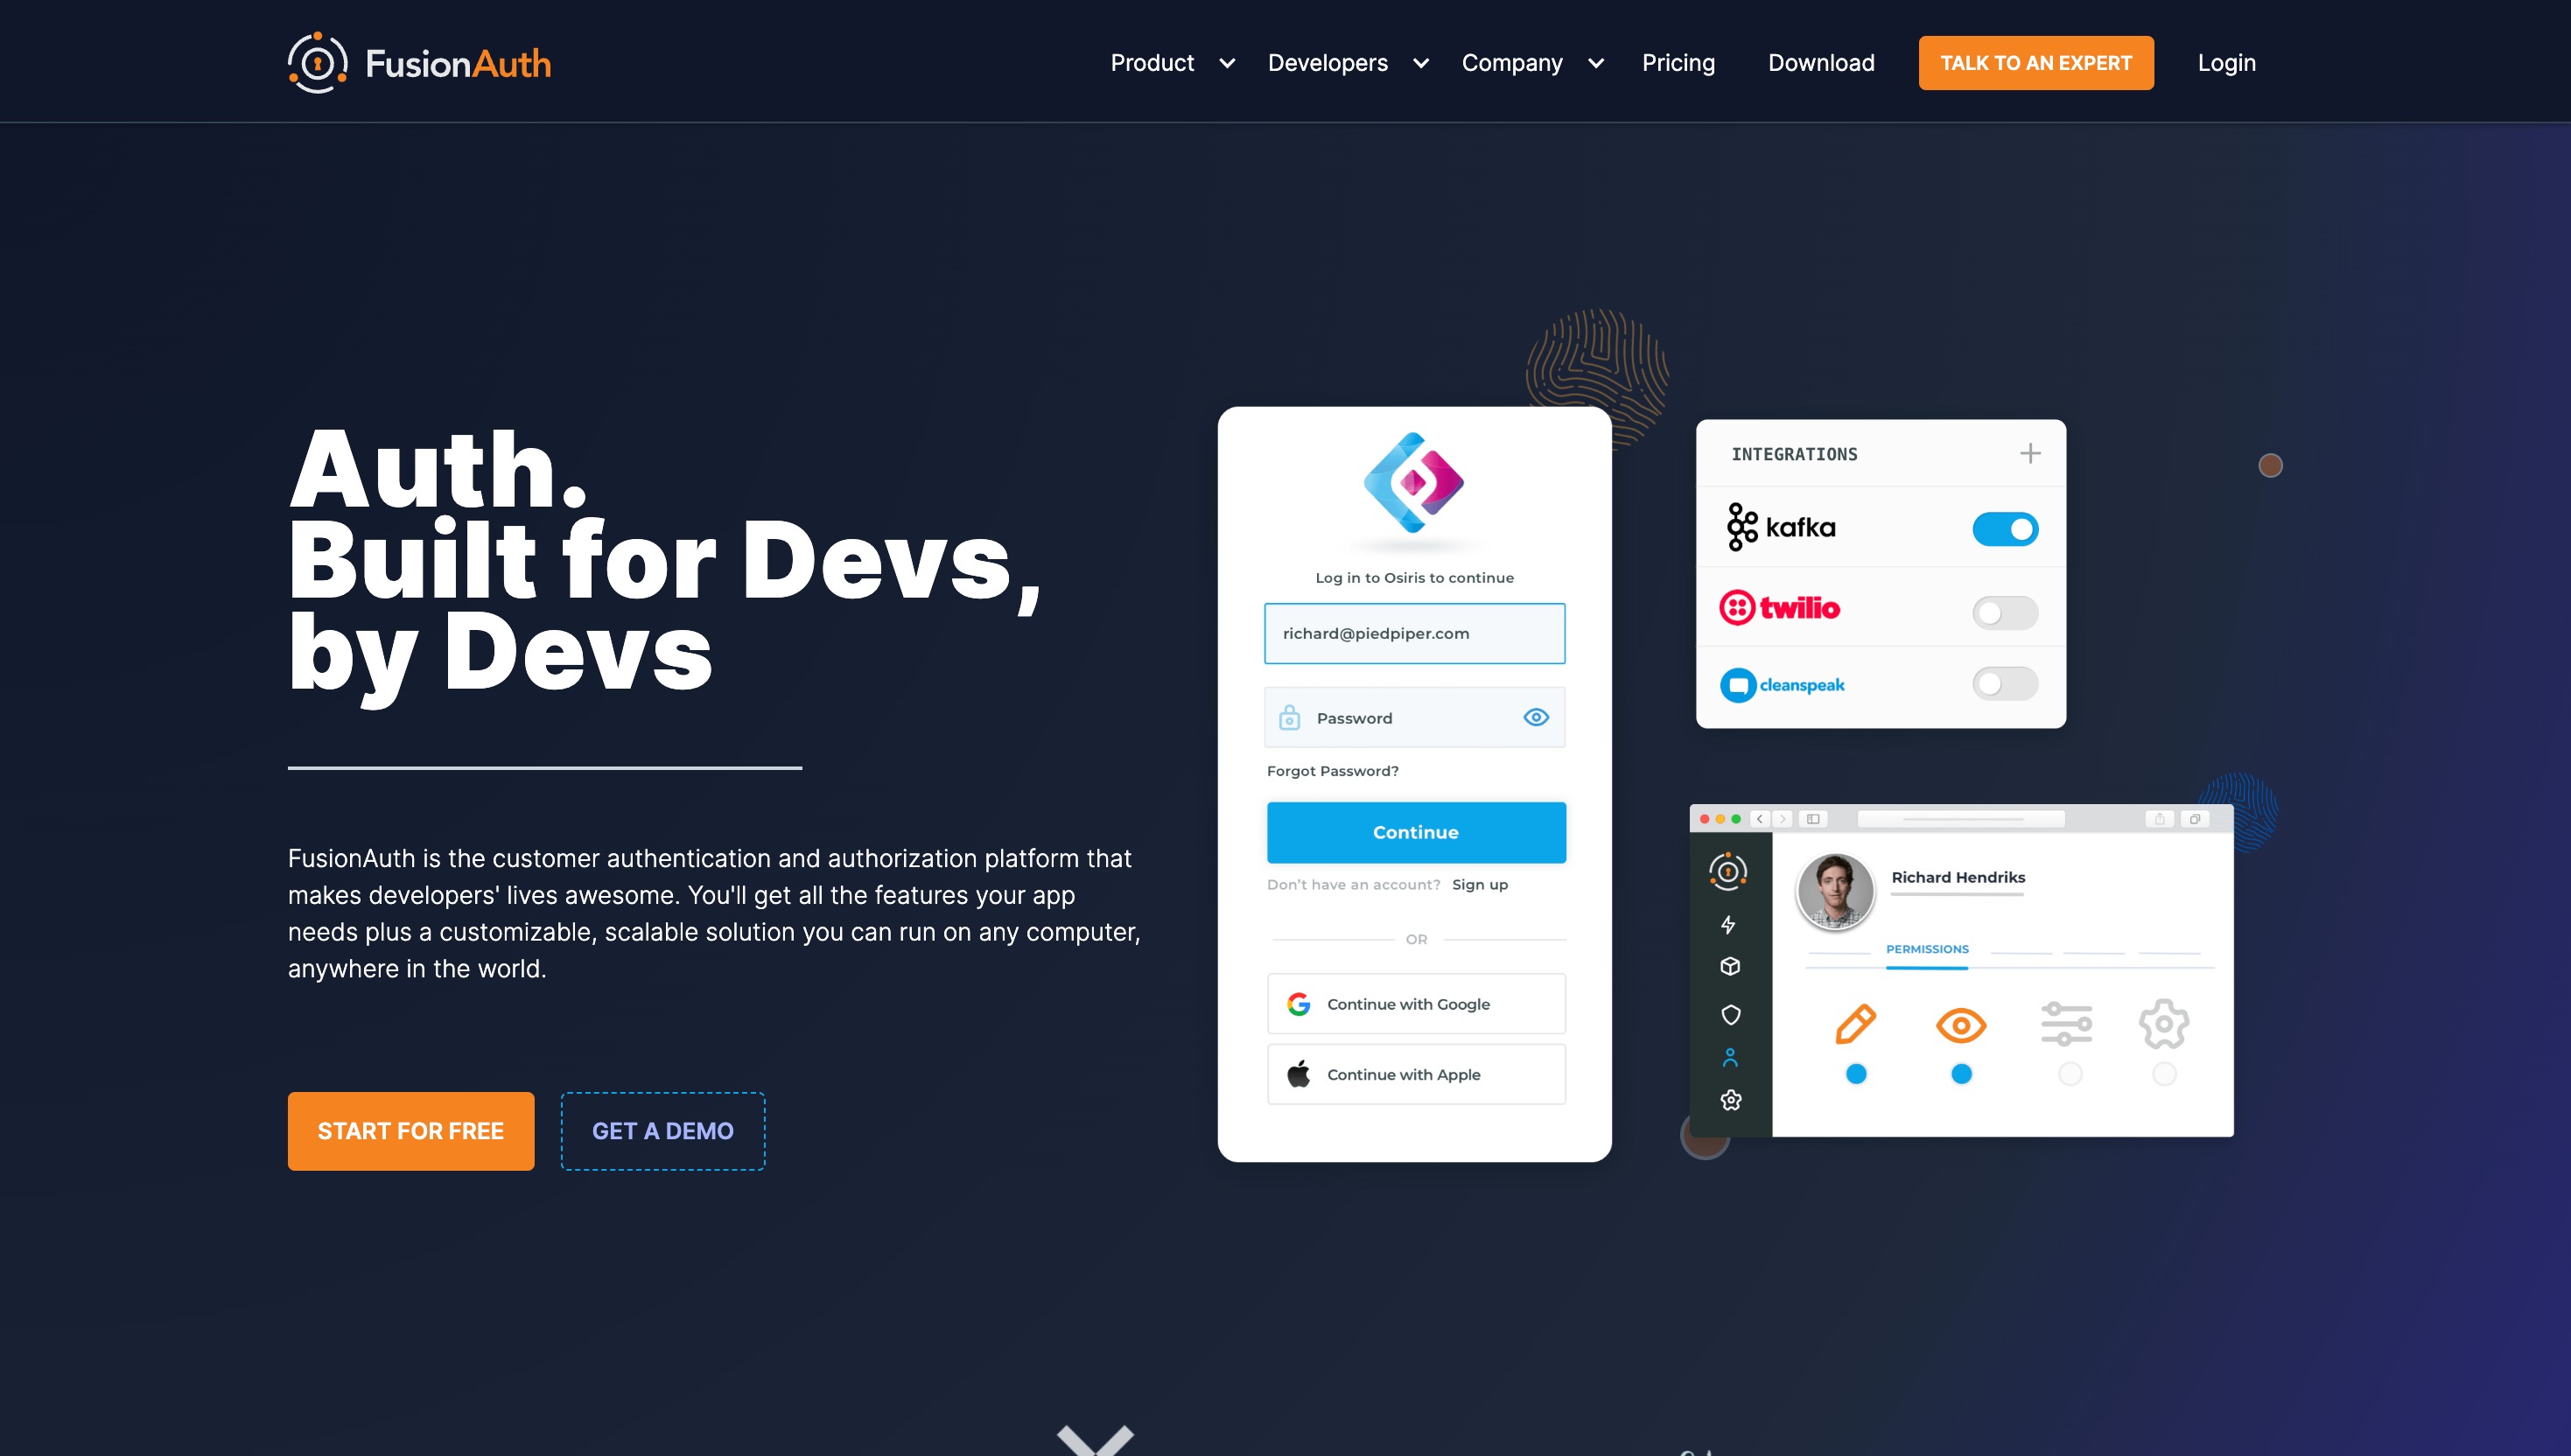 FusionAuth
Product
Developers
Company
Pricing
Download
TALK TO AN EXPERT
Login
Auth.
Built for Devs,
by Devs
FusionAuth is the customer authentication and authorization platform that
makes developers' lives awesome. You'll get all the features your app
needs plus a customizable, scalable solution you can run on any computer,
anywhere in the world.
START FOR FREE
GET A DEMO
Log in to Osiris to continue
richard@piedpiper.com
Password
Forgot Password?
Continue
Don't have an account? Sign up
OR
Continue with Google
Continue with Apple
INTEGRATIONS
kafka
twilio
cleanspeak
Richard Hendriks
PERMISSIONS